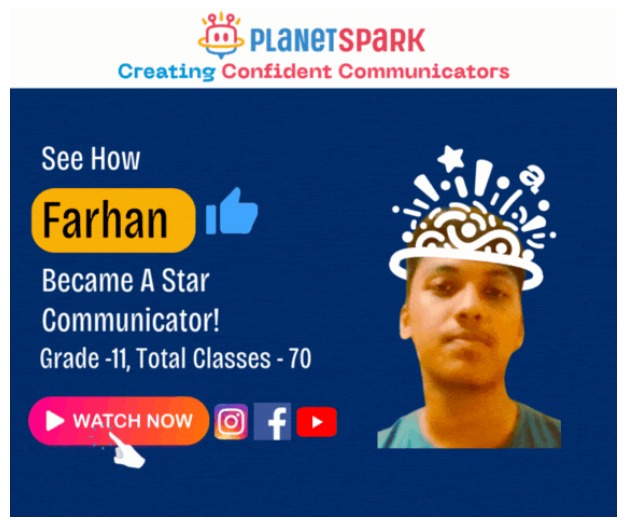 PLANETSPARK
Creating Confident Communicators
See How
Farhan
Became A Star
Communicator!
Grade -11, Total Classes - 70
WATCH NOW
a